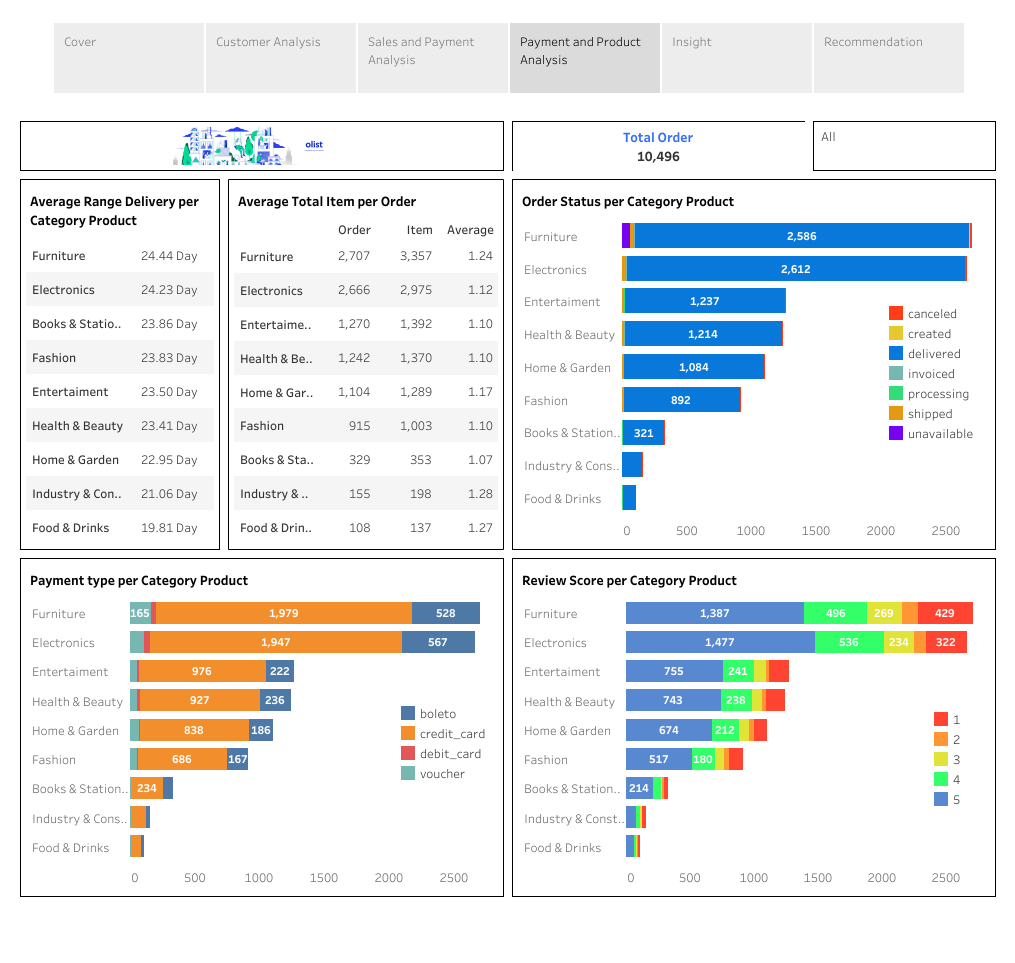 Cover
Customer Analysis
Sales and Payment
Analysis
Payment and Product
Analysis
Insight
Recommendation
olist
Total Order
10,496
All
Average Range Delivery per
Category Product
Furniture 24.44 Day
Electronics 24.23 Day
Books & Statio.. 23.86 Day
Fashion 23.83 Day
Entertaiment 23.50 Day
Health & Beauty 23.41 Day
Home & Garden 22.95 Day
Industry & Con.. 21.06 Day
Food & Drinks 19.81 Day
Average Total Item per Order
Order Item Average
Furniture 2,707 3,357 1.24
Electronics 2,666 2,975 1.12
Entertaime.. 1,270 1,392 1.10
Health & Be.. 1,242 1,370 1.10
Home & Gar.. 1,104 1,289 1.17
Fashion 915 1,003 1.10
Books & Sta.. 329 353 1.07
Industry & .. 155 198 1.28
Food & Drin.. 108 137 1.27
Order Status per Category Product
Furniture 2,586
Electronics 2,612
Entertaiment 1,237
Health & Beauty 1,214
Home & Garden 1,084
Fashion 892
Books & Station.. 321
Industry & Cons..
Food & Drinks
0 500 1000 1500 2000 2500
canceled
created
delivered
invoiced
processing
shipped
unavailable
Payment type per Category Product
Furniture 165 1,979 528
Electronics 1,947 567
Entertaiment 976 222
Health & Beauty 927 236
Home & Garden 838 186
Fashion 686 167
Books & Station.. 234
Industry & Cons..
Food & Drinks
0 500 1000 1500 2000 2500
boleto
credit_card
debit_card
voucher
Review Score per Category Product
Furniture 1,387 496 269 429
Electronics 1,477 536 234 322
Entertaiment 755 241
Health & Beauty 743 238
Home & Garden 674 212
Fashion 517 180
Books & Station.. 214
Industry & Const..
Food & Drinks
0 500 1000 1500 2000 2500
1
2
3
4
5